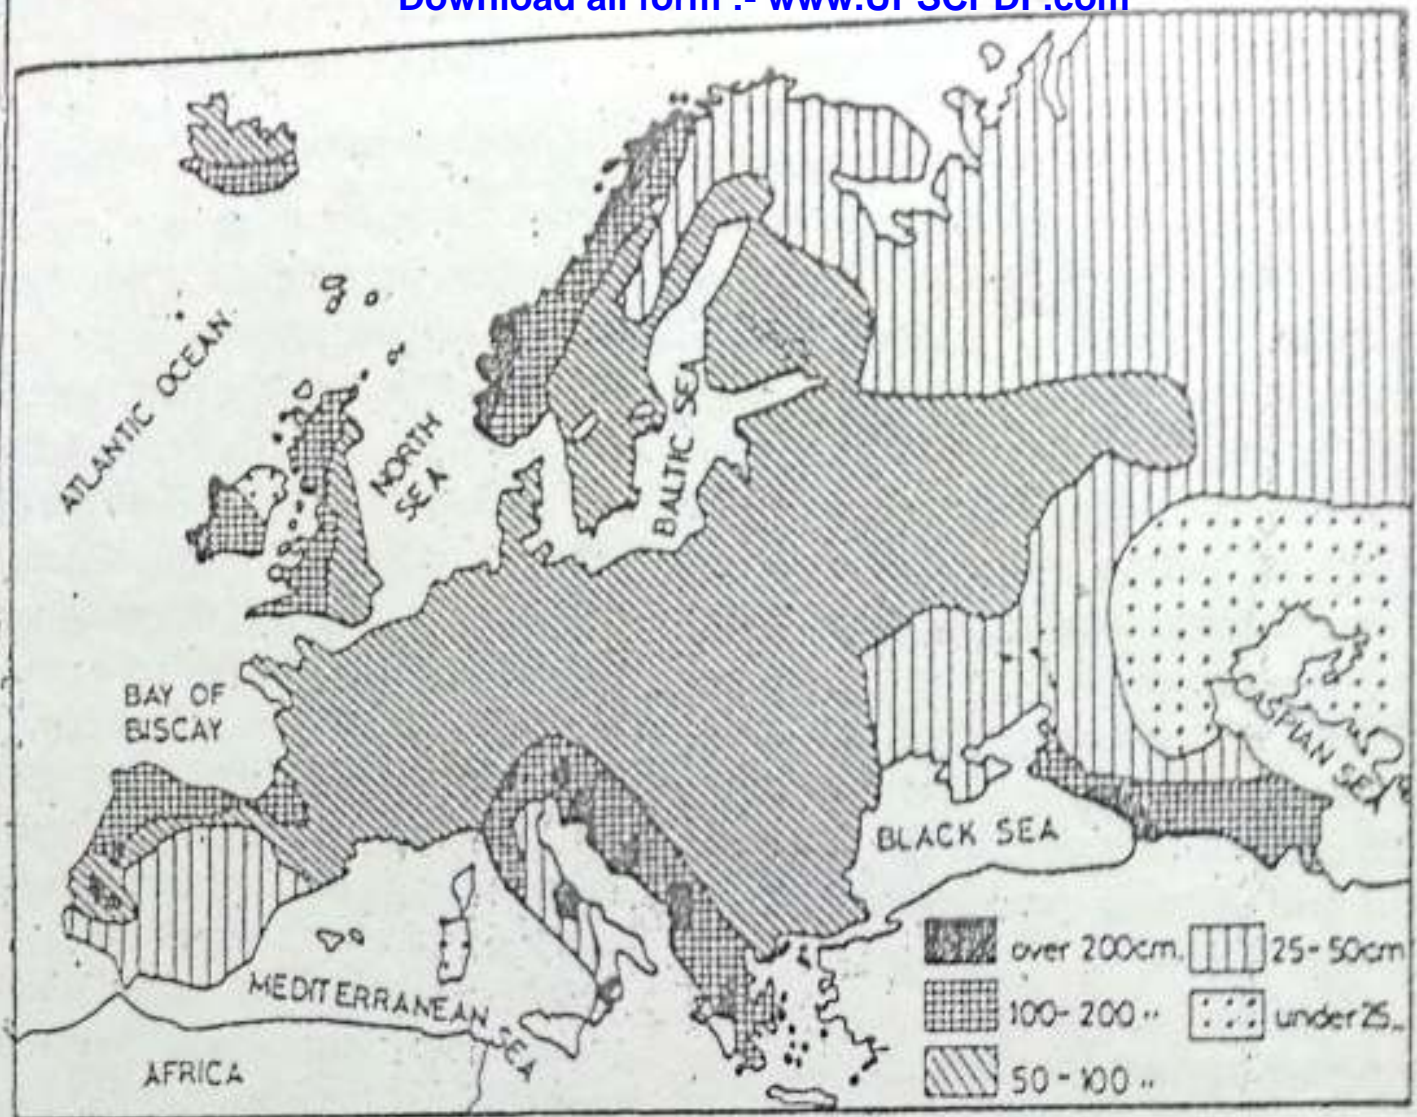 Download all form :- www.UPSCPDF.com
ATLANTIC OCEAN
NORTH
SEA
BALTIC SEA
BAY OF
BISCAY
CASPIAN SEA
BLACK SEA
MEDITERRANEAN SEA
AFRICA
over 200cm.
100-200 "
50-100 "
25-50cm
under 25 "